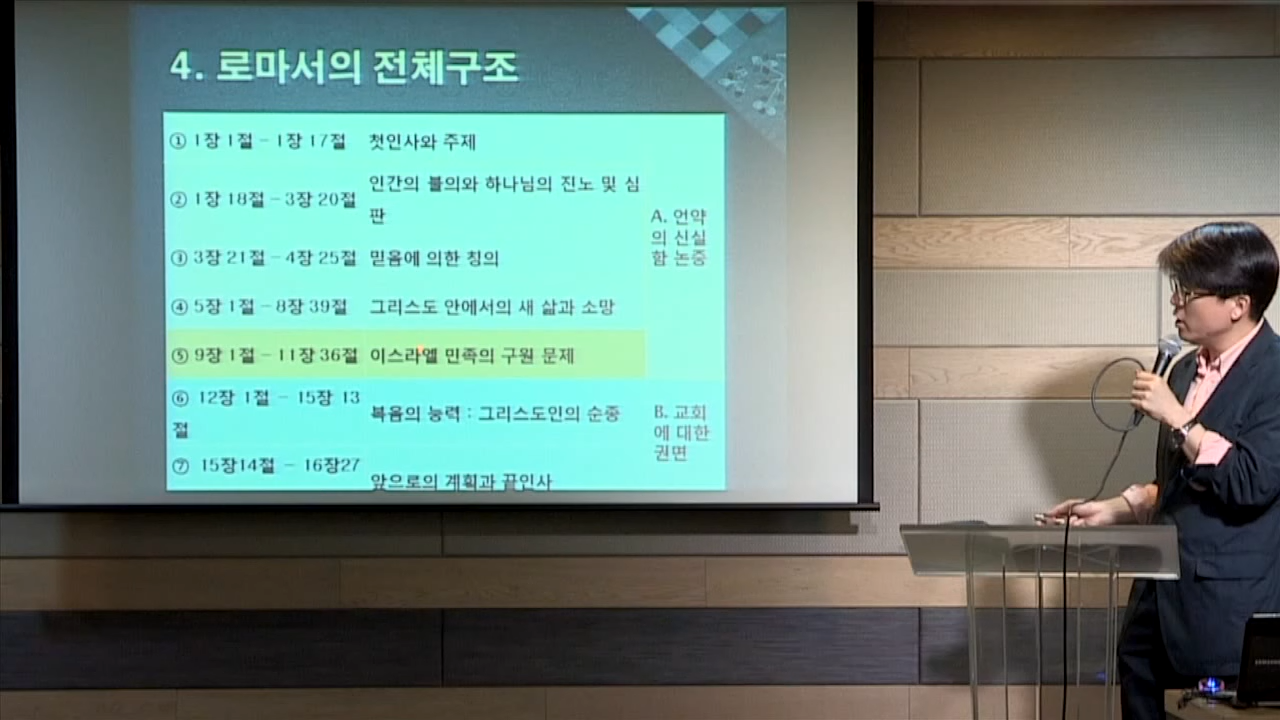 4. 로마서의 전체구조
① 1장 1절 – 1장 17절 첫인사와 주제
② 1장 18절 – 3장 20절 인간의 불의와 하나님의 진노 및 심
판
③ 3장 21절 – 4장 25절 믿음에 의한 칭의
④ 5장 1절 – 8장 39절 그리스도 안에서의 새 삶과 소망
⑤ 9장 1절 – 11장 36절 이스라엘 민족의 구원 문제
A. 언약
의 신실
함 논증
⑥ 12장 1절 – 15장 13
절
복음의 능력 : 그리스도인의 순종
⑦ 15장14절 – 16장27
앞으로의 계획과 끝인사
B. 교회
에 대한
권면